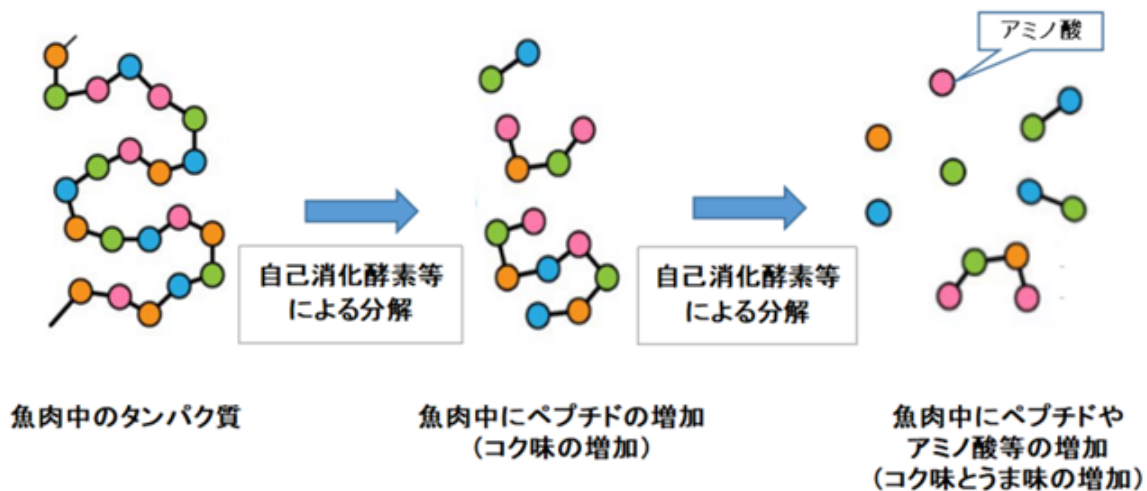 アミノ酸
自己消化酵素等
による分解
自己消化酵素等
による分解
魚肉中のタンパク質
魚肉中にペプチドの増加
(コク味の増加)
魚肉中にペプチドや
アミノ酸等の増加
(コク味とうま味の増加)